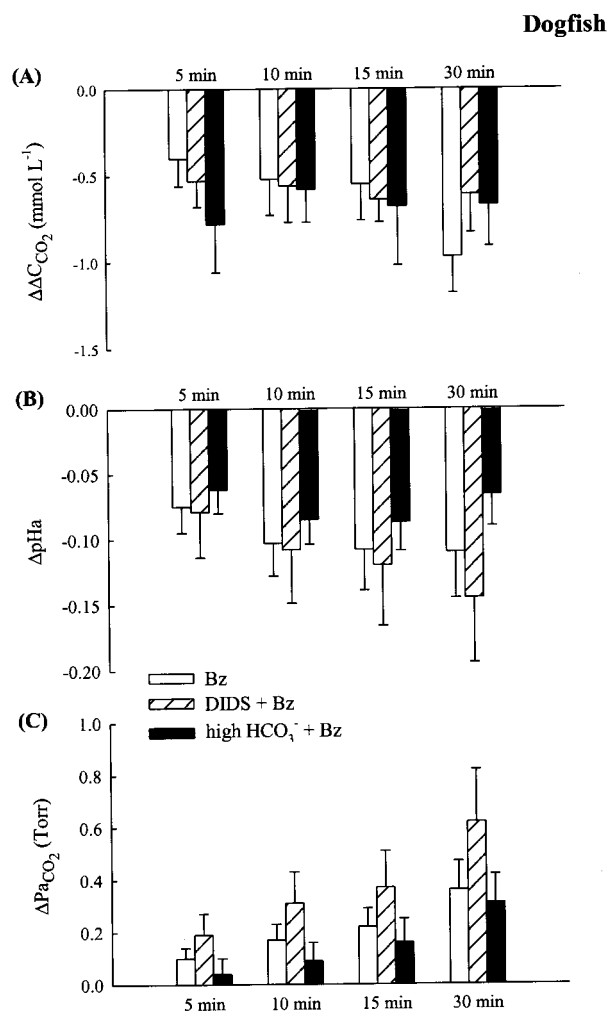 Dogfish
(A)
5 min 10 min 15 min 30 min
0.0
-0.5
-1.0
-1.5
ΔΔC_CO₂ (mmol L⁻¹)
(B)
5 min 10 min 15 min 30 min
0.00
-0.05
-0.10
-0.15
-0.20
ΔpHa
Bz
DIDS + Bz
high HCO₃⁻ + Bz
(C)
1.0
0.8
0.6
0.4
0.2
0.0
ΔPa_CO₂ (Torr)
5 min 10 min 15 min 30 min